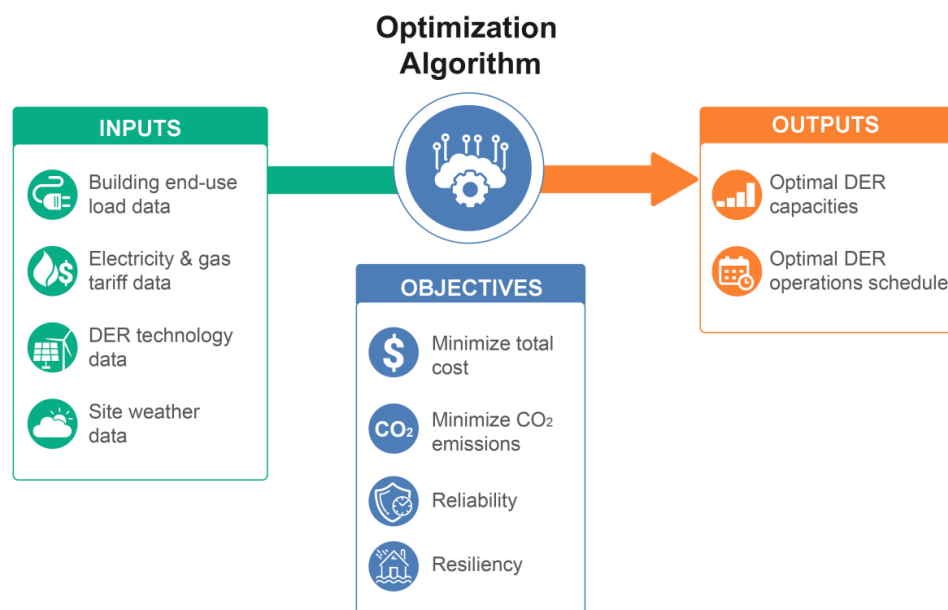 Optimization
Algorithm
INPUTS
Building end-use
load data
Electricity & gas
tariff data
$
DER technology
data
Site weather
data
OBJECTIVES
$
Minimize total
cost
CO₂
Minimize CO₂
emissions
Reliability
Resiliency
OUTPUTS
Optimal DER
capacities
Optimal DER
operations schedule